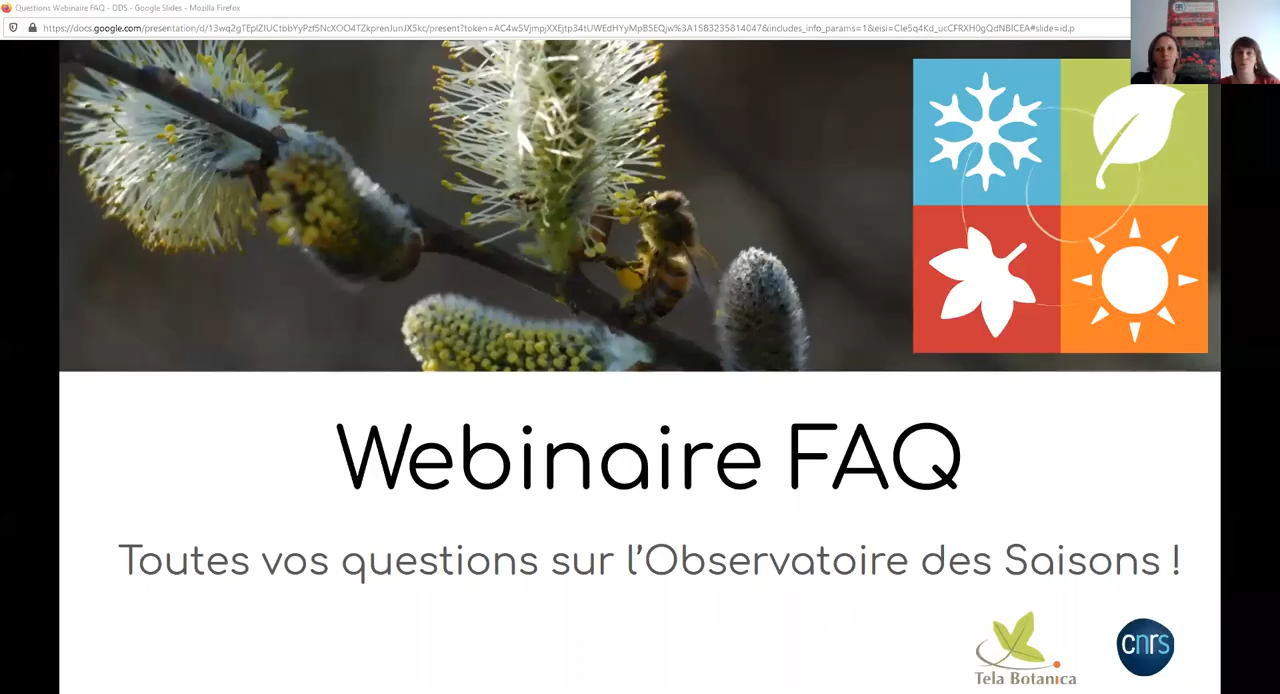 Questions Webinaire FAQ - ODS - Google Slides - Mozilla Firefox
Webinaire FAQ
Toutes vos questions sur l'Observatoire des Saisons !
Tela Botanica
cnrs